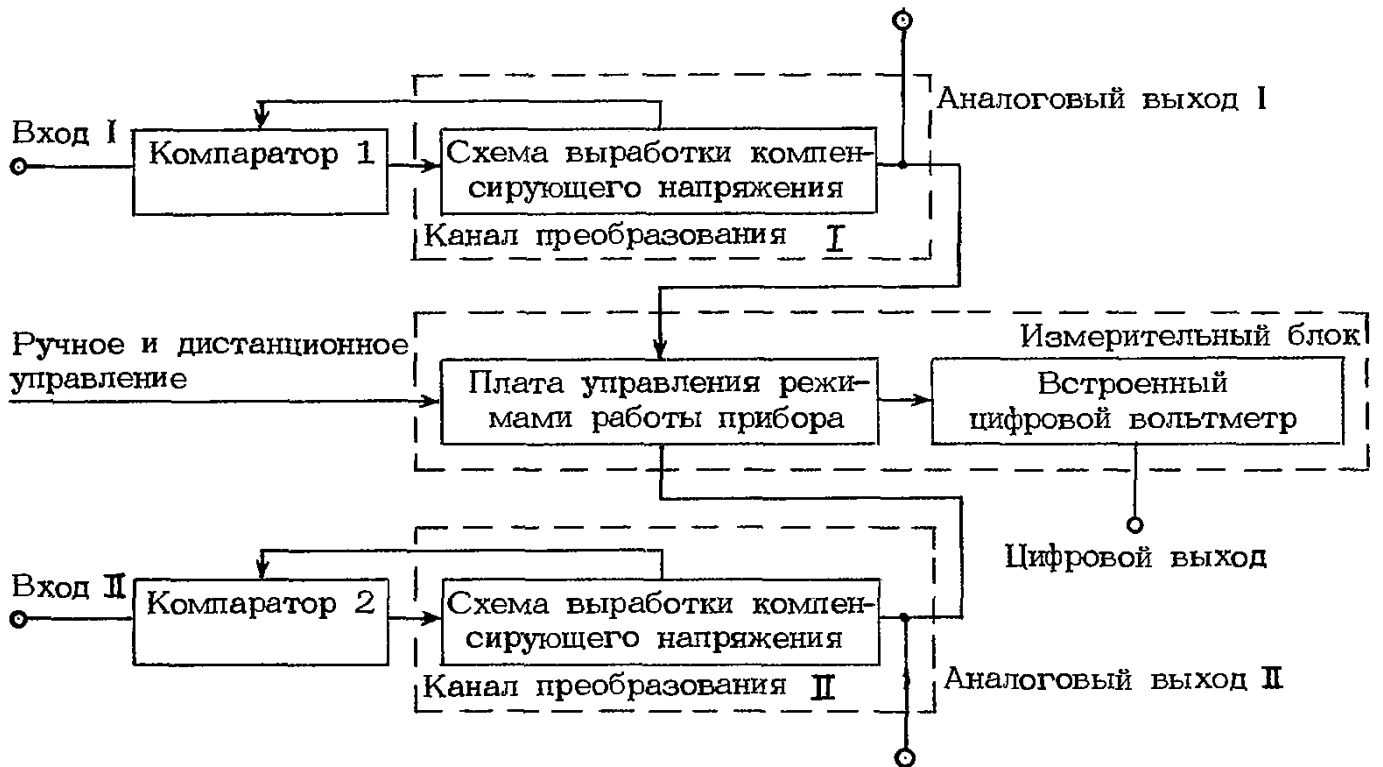 Аналоговый выход I
Вход I
Компаратор 1
Схема выработки компен-
сирующего напряжения
Канал преобразования I
Измерительный блок
Ручное и дистанционное
управление
Плата управления режи-
мами работы прибора
Встроенный
цифровой вольтметр
Цифровой выход
Вход II
Компаратор 2
Схема выработки компен-
сирующего напряжения
Канал преобразования II
Аналоговый выход II